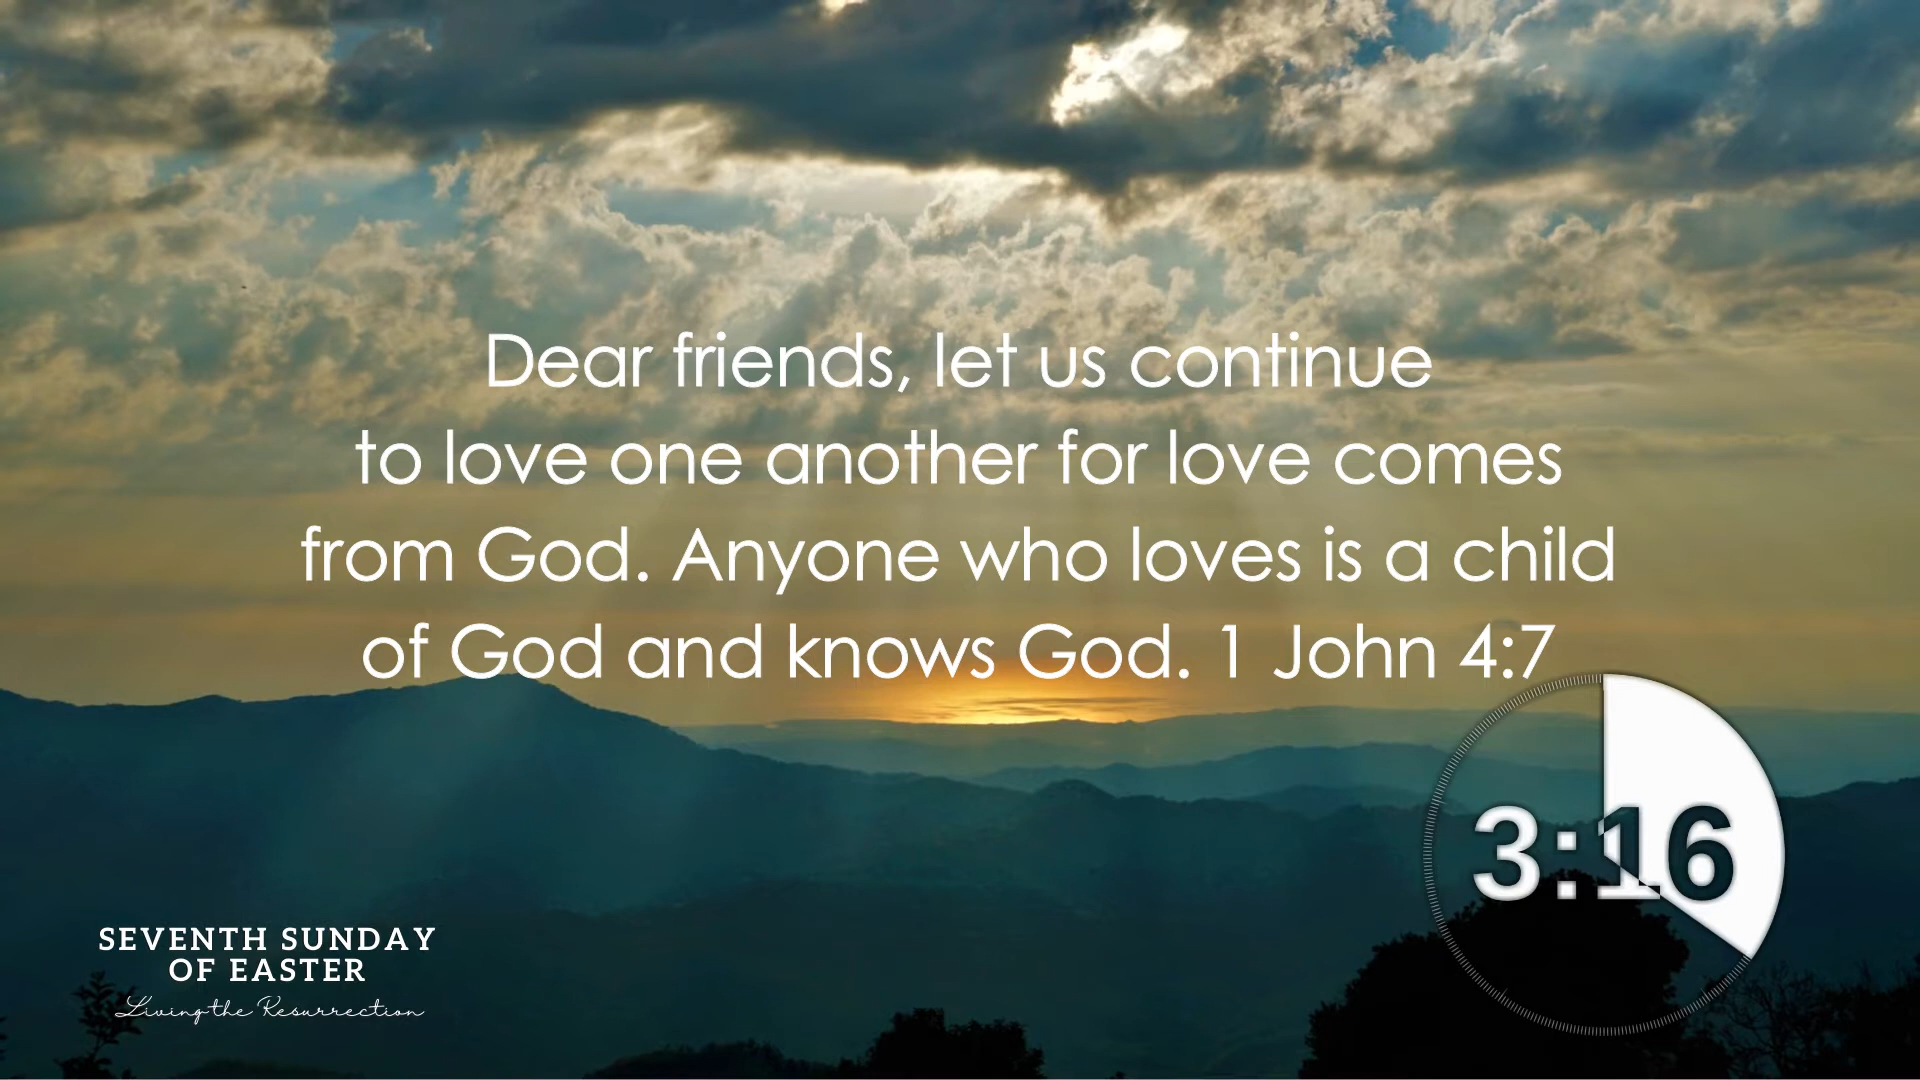 Dear friends, let us continue
to love one another for love comes
from God. Anyone who loves is a child
of God and knows God. 1 John 4:7
3:16
SEVENTH SUNDAY
OF EASTER
Living the Resurrection